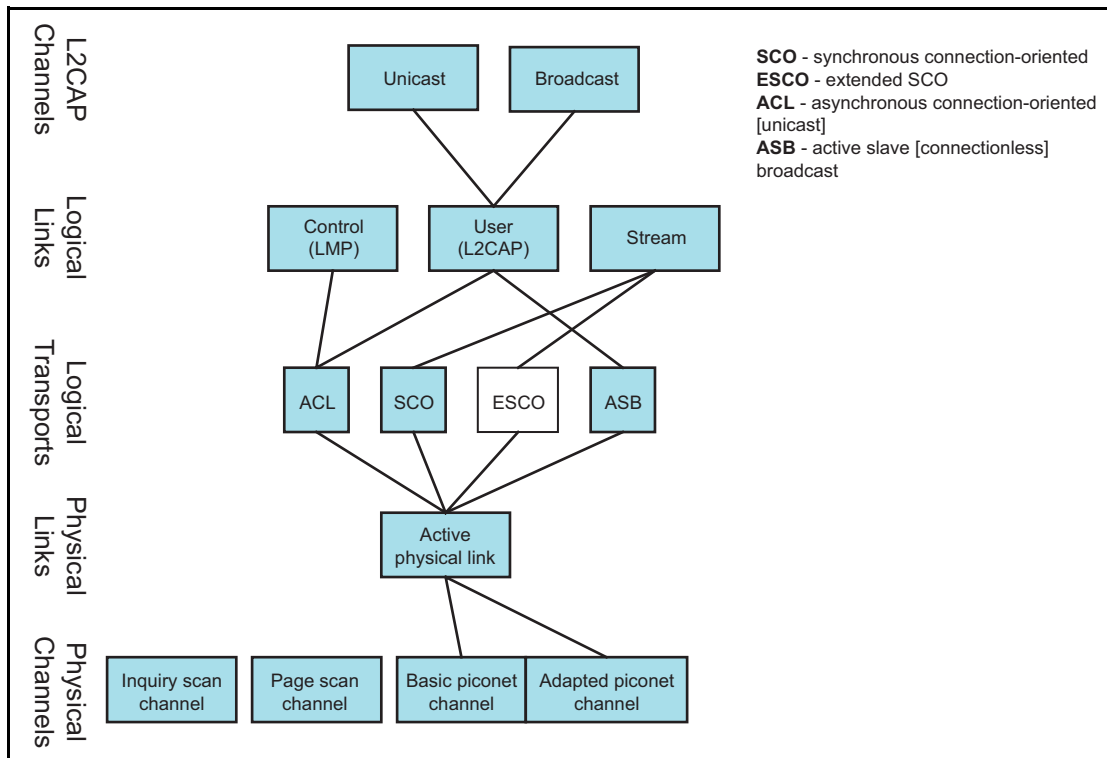 L2CAP
Channels
Unicast
Broadcast
SCO - synchronous connection-oriented
ESCO - extended SCO
ACL - asynchronous connection-oriented
[unicast]
ASB - active slave [connectionless]
broadcast
Logical
Links
Control
(LMP)
User
(L2CAP)
Stream
Logical
Transports
ACL
SCO
ESCO
ASB
Physical
Links
Active
physical link
Physical
Channels
Inquiry scan
channel
Page scan
channel
Basic piconet
channel
Adapted piconet
channel